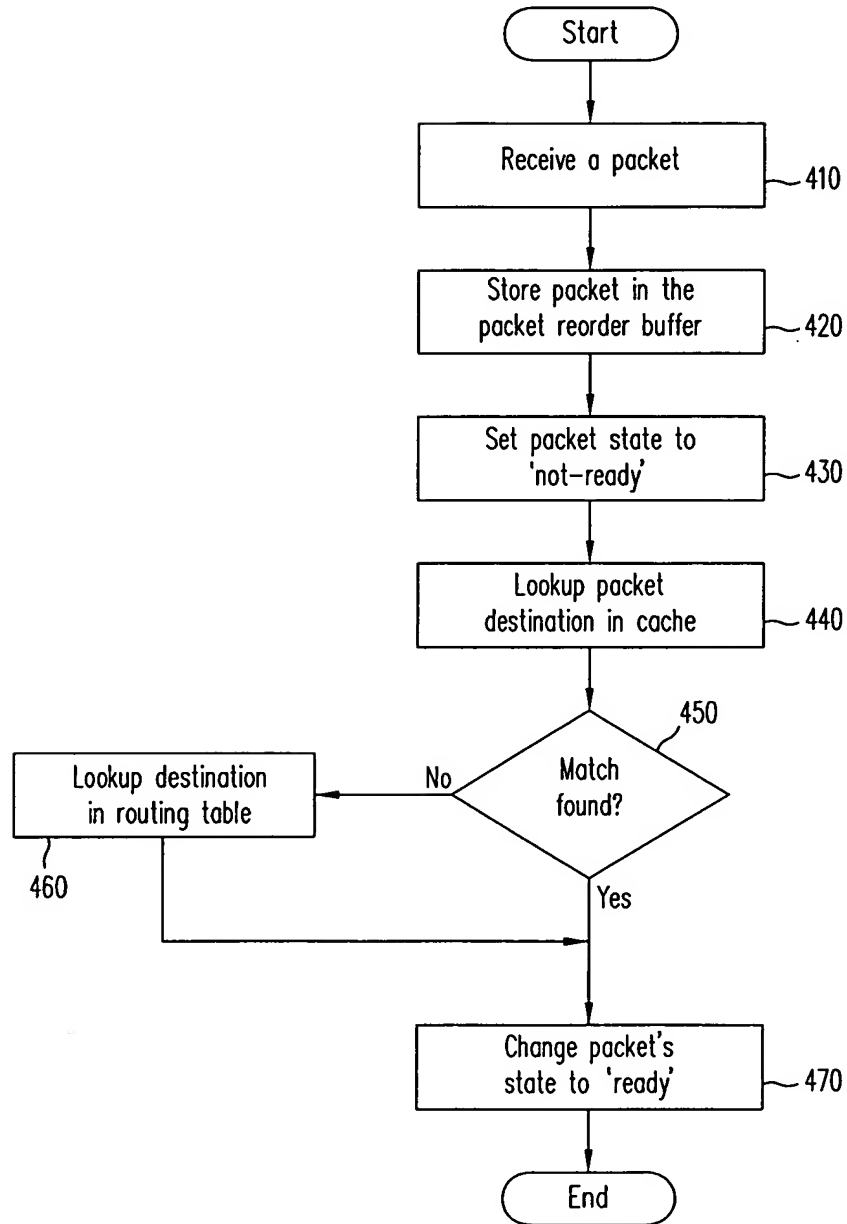 Start
Receive a packet
410
Store packet in the
packet reorder buffer
420
Set packet state to
'not-ready'
430
Lookup packet
destination in cache
440
450
Match
found?
No
Lookup destination
in routing table
460
Yes
Change packet's
state to 'ready'
470
End